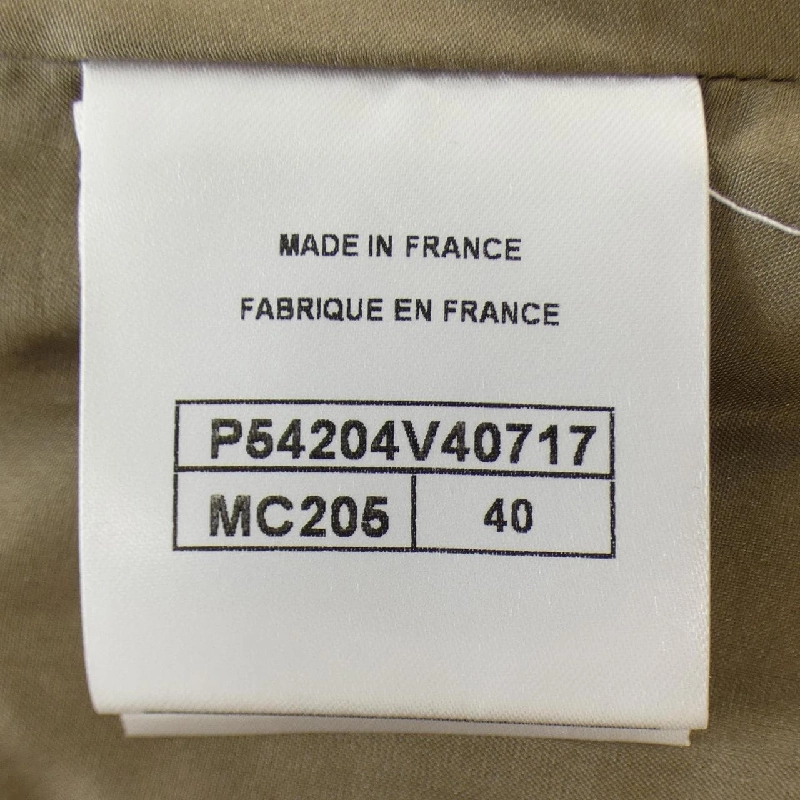 MADE IN FRANCE
FABRIQUE EN FRANCE
P54204V40717
MC205 40